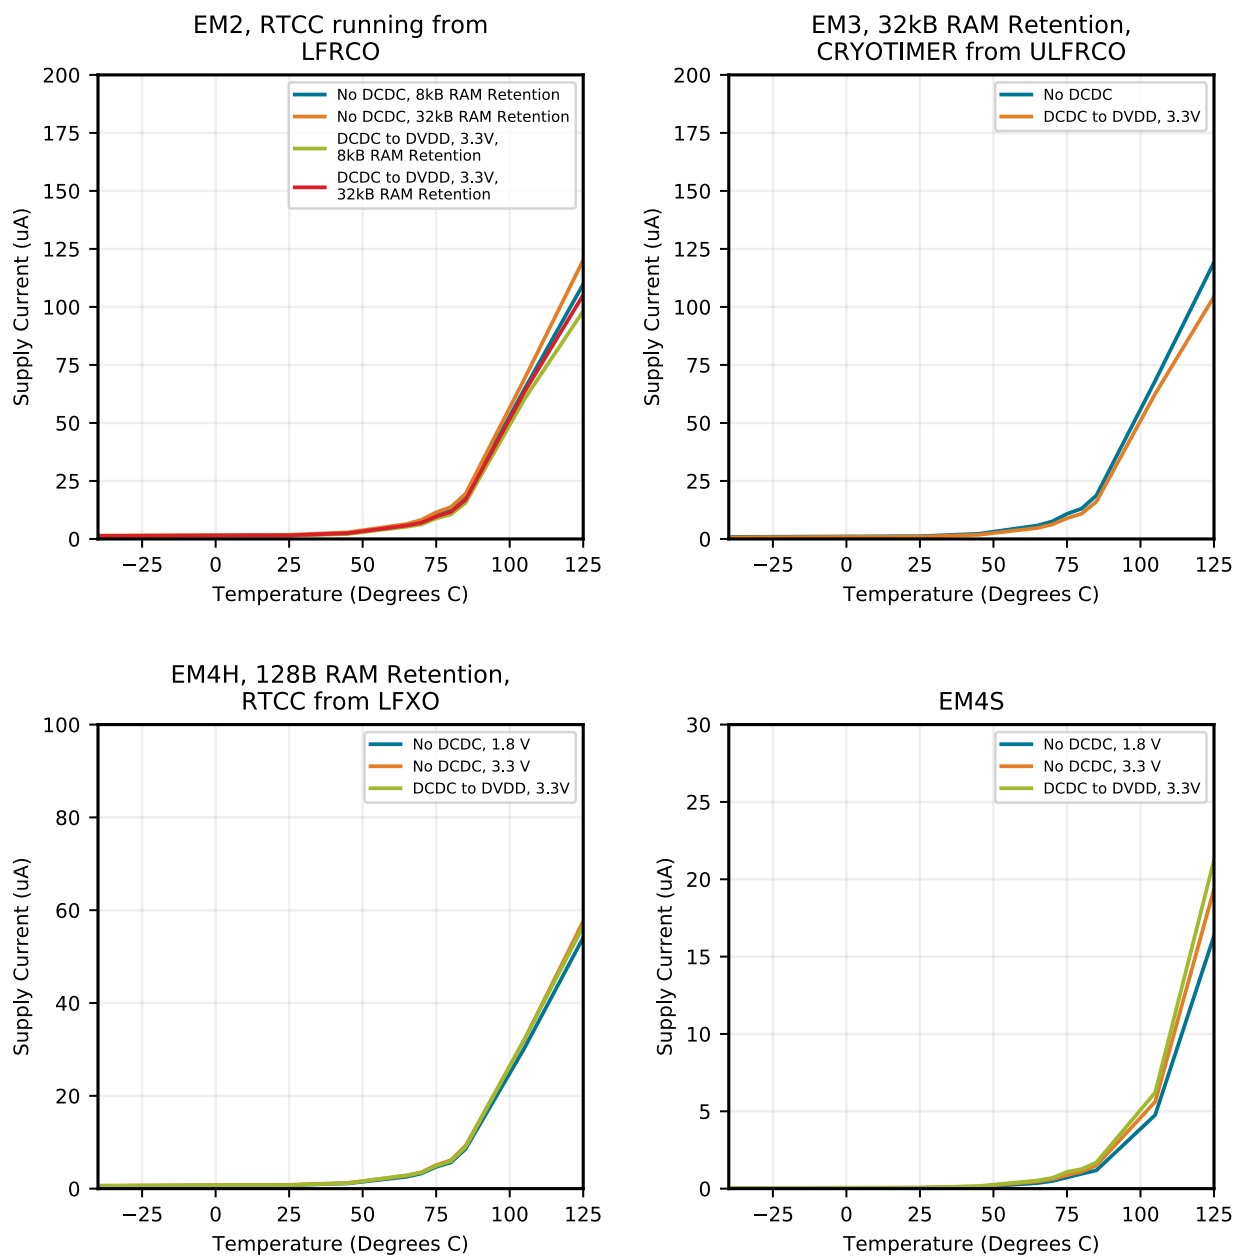 EM2, RTCC running from
LFRCO
200
175
150
125
100
75
50
25
0
Supply Current (uA)
No DCDC, 8kB RAM Retention
No DCDC, 32kB RAM Retention
DCDC to DVDD, 3.3V,
8kB RAM Retention
DCDC to DVDD, 3.3V,
32kB RAM Retention
−25 0 25 50 75 100 125
Temperature (Degrees C)
EM3, 32kB RAM Retention,
CRYOTIMER from ULFRCO
200
175
150
125
100
75
50
25
0
Supply Current (uA)
No DCDC
DCDC to DVDD, 3.3V
−25 0 25 50 75 100 125
Temperature (Degrees C)
EM4H, 128B RAM Retention,
RTCC from LFXO
100
80
60
40
20
0
Supply Current (uA)
No DCDC, 1.8 V
No DCDC, 3.3 V
DCDC to DVDD, 3.3V
−25 0 25 50 75 100 125
Temperature (Degrees C)
EM4S
30
25
20
15
10
5
0
Supply Current (uA)
No DCDC, 1.8 V
No DCDC, 3.3 V
DCDC to DVDD, 3.3V
−25 0 25 50 75 100 125
Temperature (Degrees C)